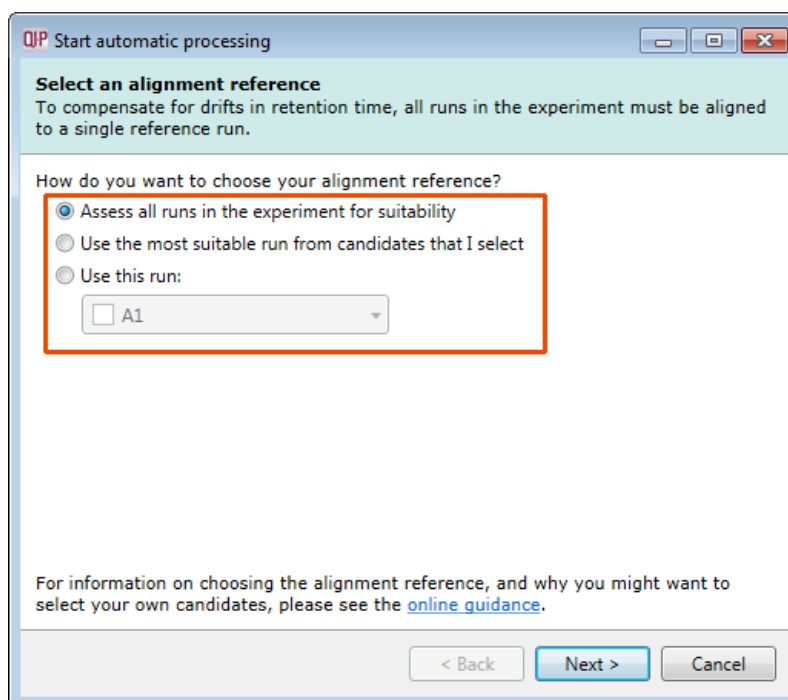 QIP Start automatic processing
Select an alignment reference
To compensate for drifts in retention time, all runs in the experiment must be aligned
to a single reference run.
How do you want to choose your alignment reference?
Assess all runs in the experiment for suitability
Use the most suitable run from candidates that I select
Use this run:
A1
For information on choosing the alignment reference, and why you might want to
select your own candidates, please see the online guidance.
< Back Next > Cancel